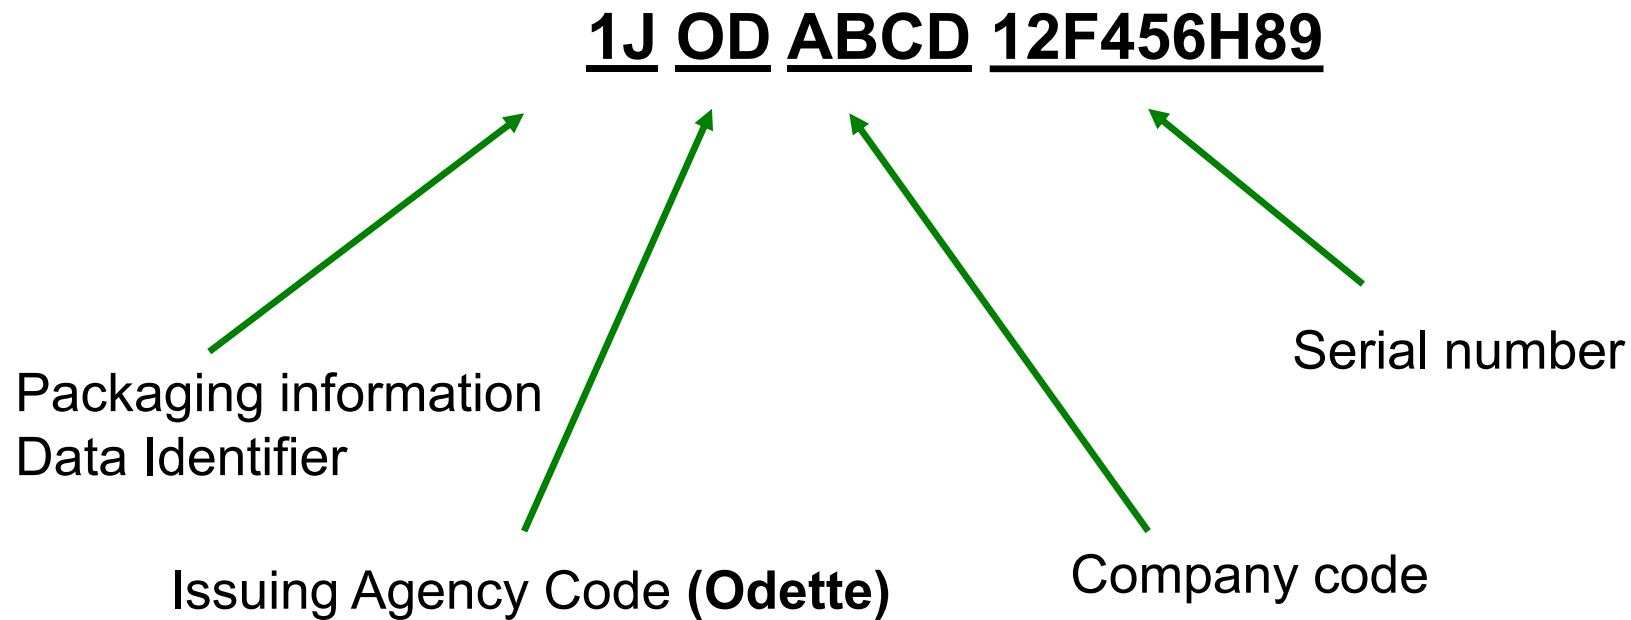 1J OD ABCD 12F456H89
Serial number
Packaging information
Data Identifier
Issuing Agency Code (Odette)
Company code